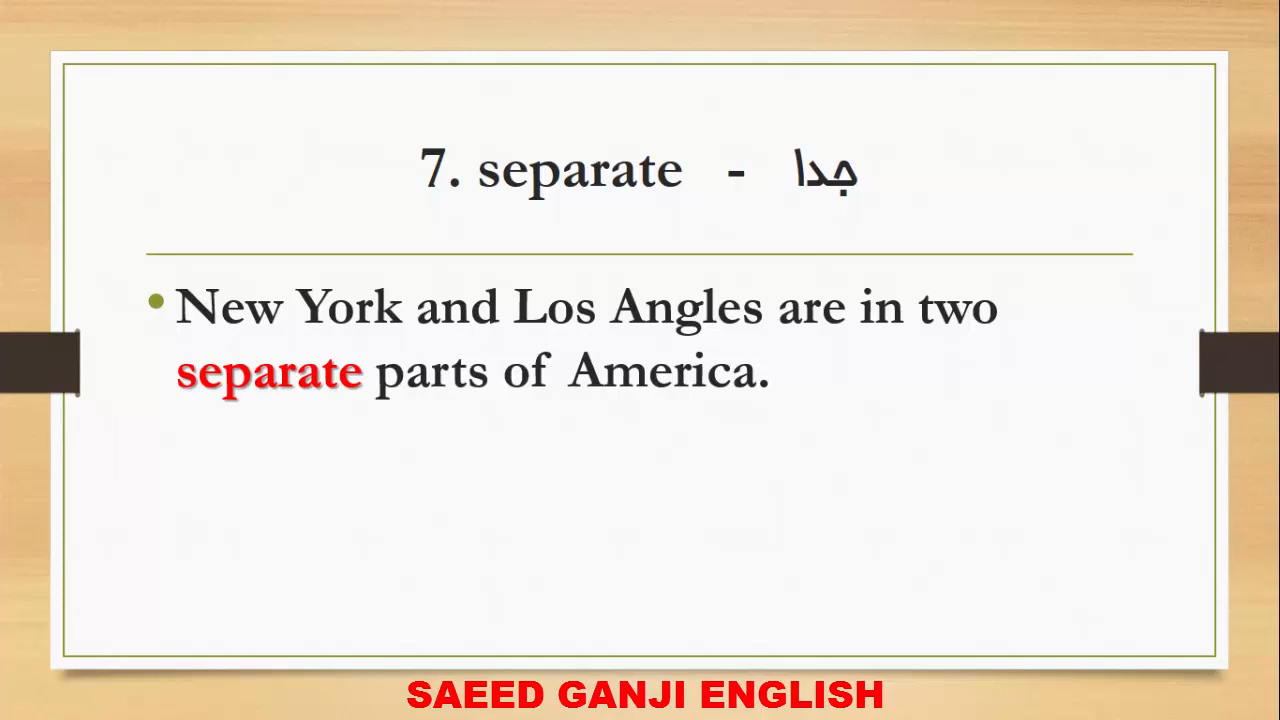 7. separate - جدا
New York and Los Angles are in two
separate parts of America.
SAEED GANJI ENGLISH